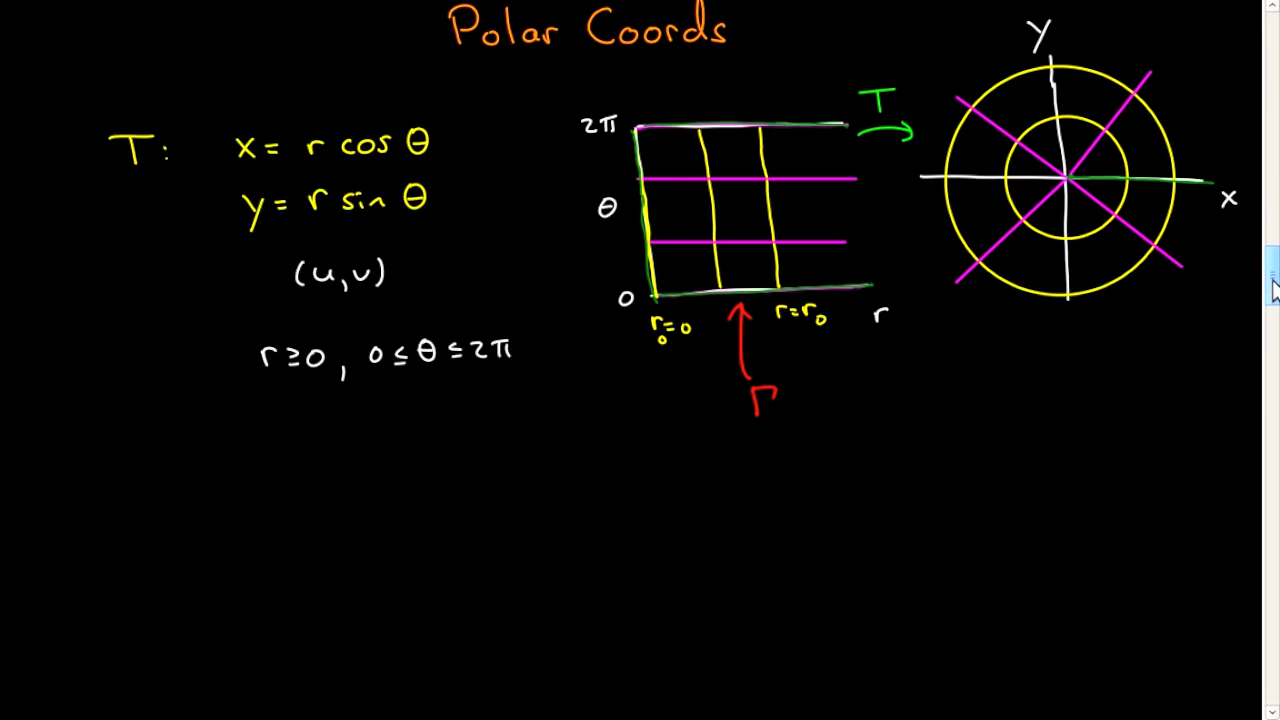 Polar Coords
T: x = r cos θ
y = r sin θ
(u,v)
r ≥ 0, 0 ≤ θ ≤ 2π
2π
θ
0
r₀=0
r=r₀
r
Γ
T
y
x